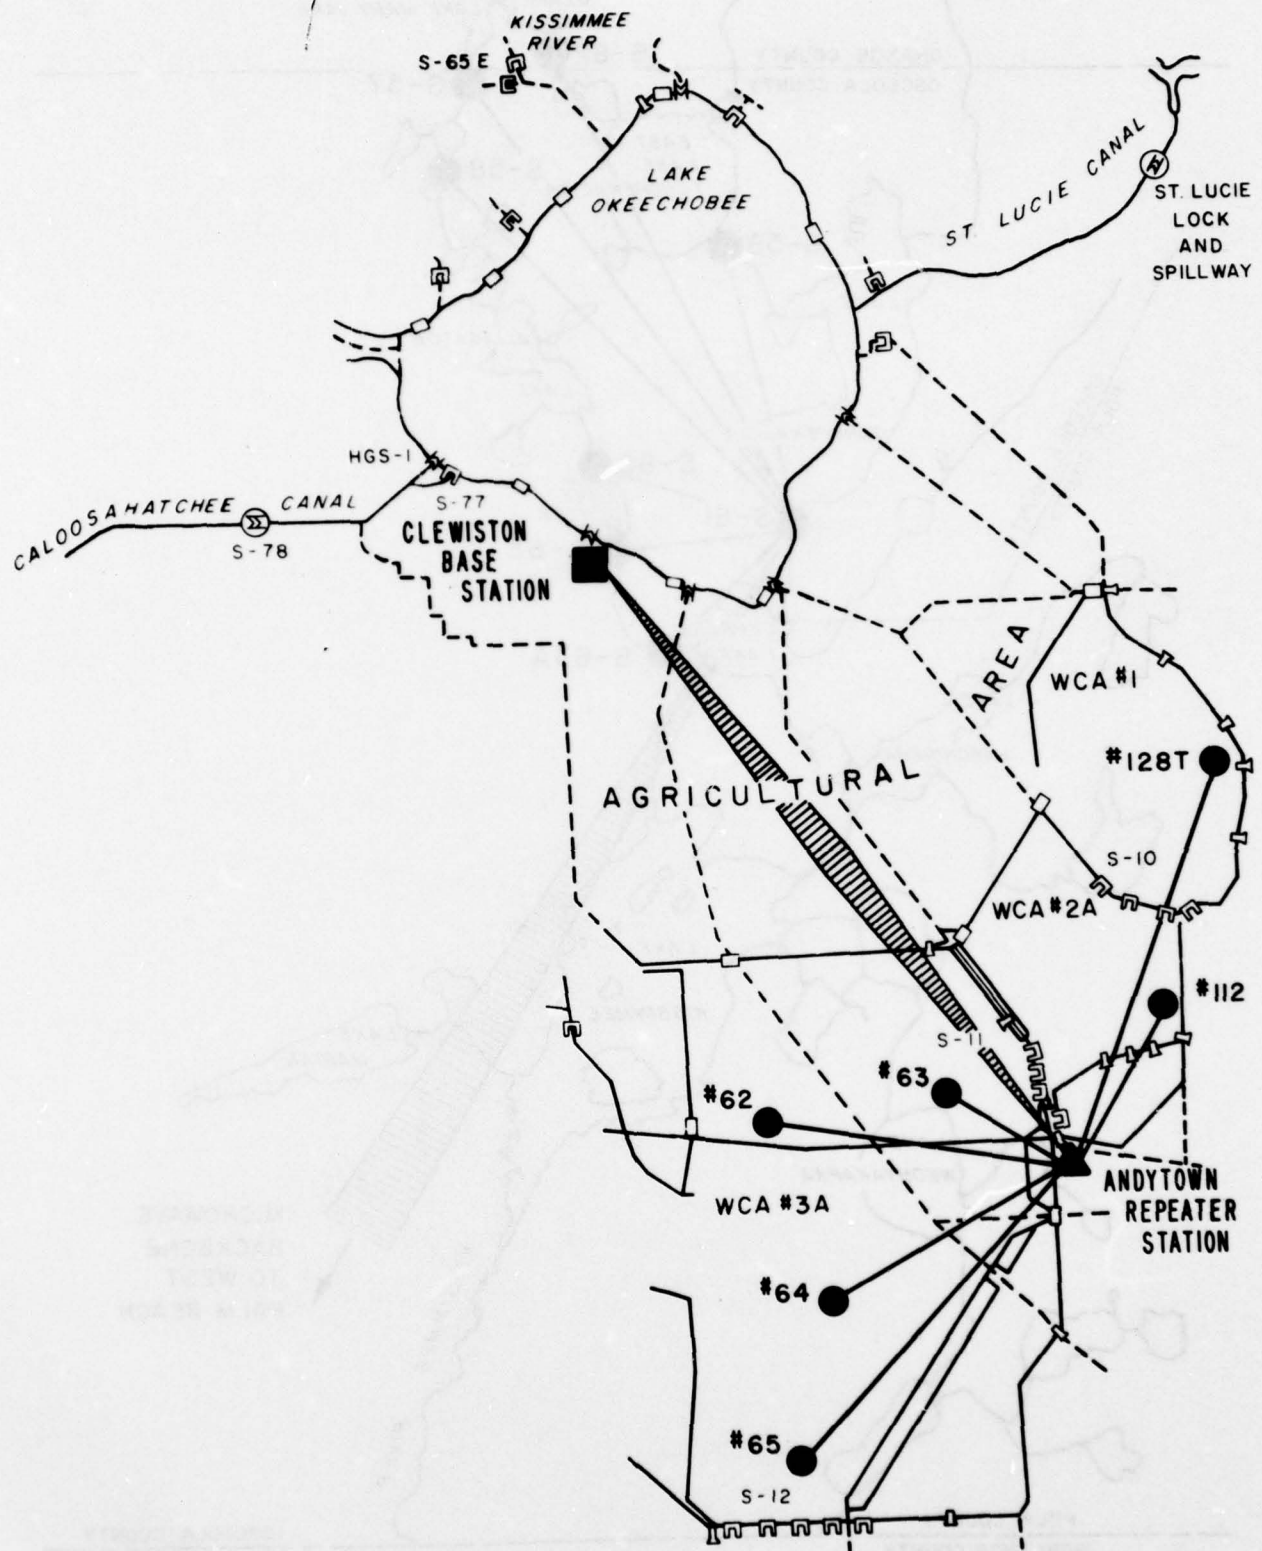 KISSIMMEE
RIVER
S-65 E
LAKE
OKEECHOBEE
ST. LUCIE CANAL
ST. LUCIE
LOCK
AND
SPILLWAY
HGS-1
S-77
CALOOSAHATCHEE CANAL
S-78
CLEWISTON
BASE
STATION
AGRICULTURAL
AREA
WCA #1
#128T
S-10
WCA #2A
#112
S-11
#63
#62
WCA #3A
ANDYTOWN
REPEATER
STATION
#64
#65
S-12